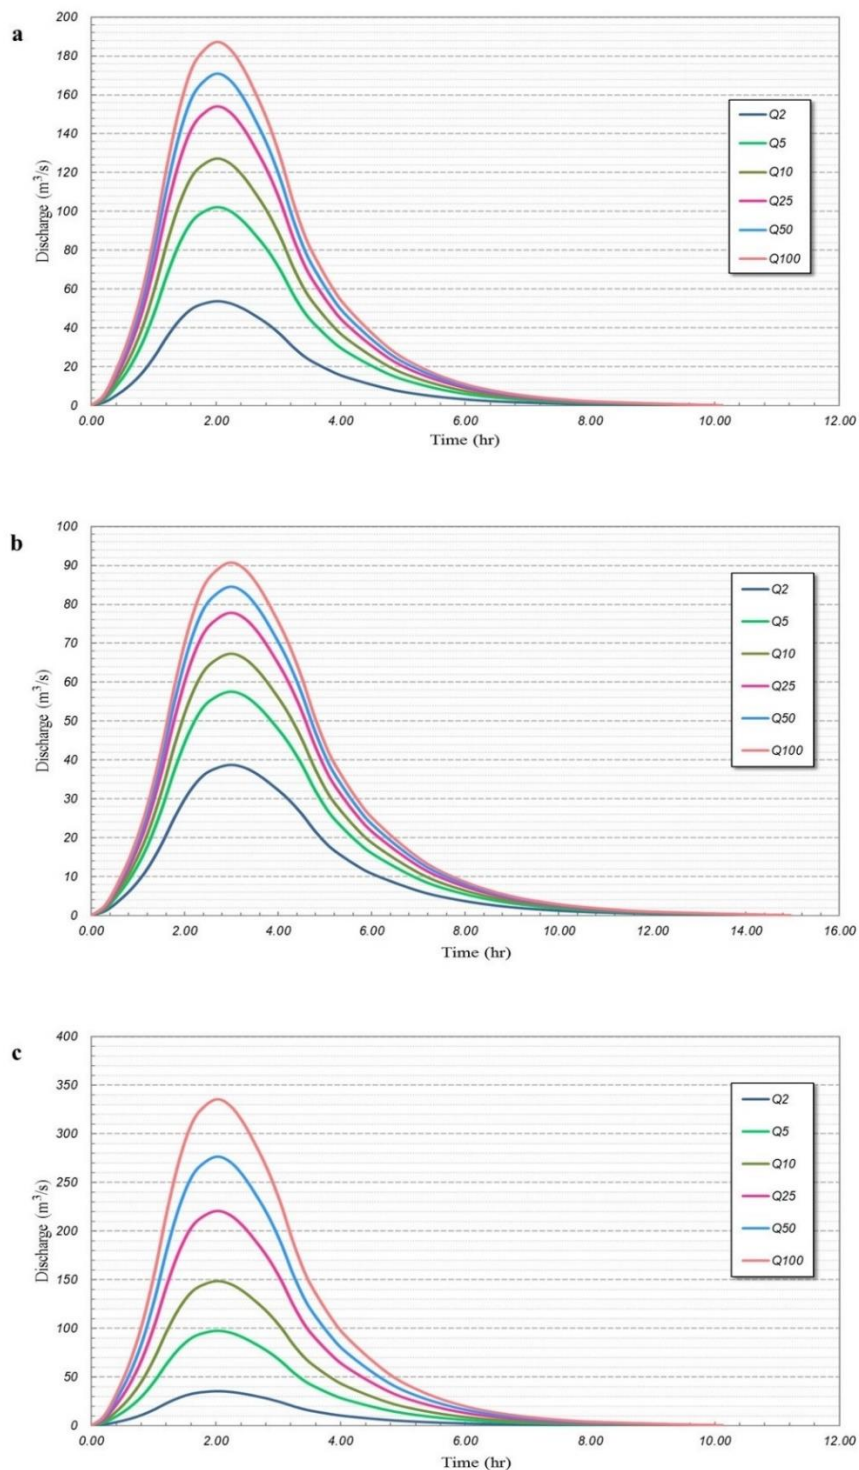 a
200
180
160
140
120
100
80
60
40
20
0
Discharge (m³/s)
0.00 2.00 4.00 6.00 8.00 10.00 12.00
Time (hr)
Q2
Q5
Q10
Q25
Q50
Q100
b
100
90
80
70
60
50
40
30
20
10
0
Discharge (m³/s)
0.00 2.00 4.00 6.00 8.00 10.00 12.00 14.00 16.00
Time (hr)
Q2
Q5
Q10
Q25
Q50
Q100
c
400
350
300
250
200
150
100
50
0
Discharge (m³/s)
0.00 2.00 4.00 6.00 8.00 10.00 12.00
Time (hr)
Q2
Q5
Q10
Q25
Q50
Q100